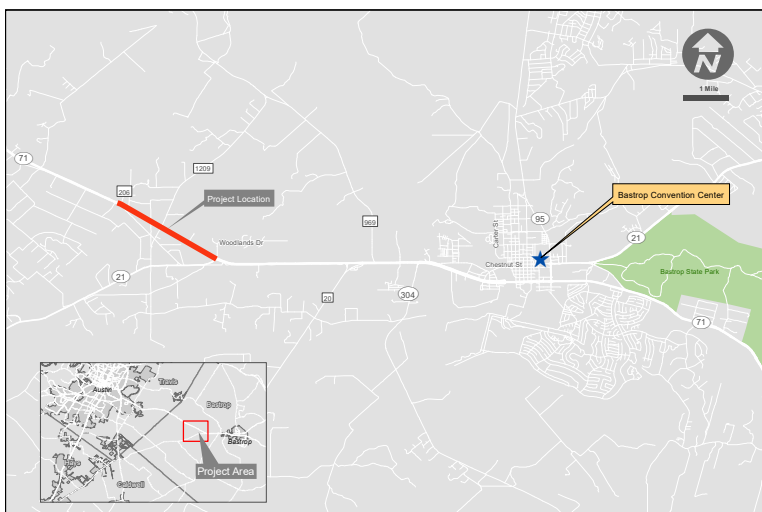 N
1 Mile
71
1209
206
Project Location
Bastrop Convention Center
95
Carter St
969
21
Woodlands Dr
Chestnut St
21
Bastrop State Park
20
304
71
Austin
Travis
Bastrop
Bastrop
Hays
Project Area
Caldwell